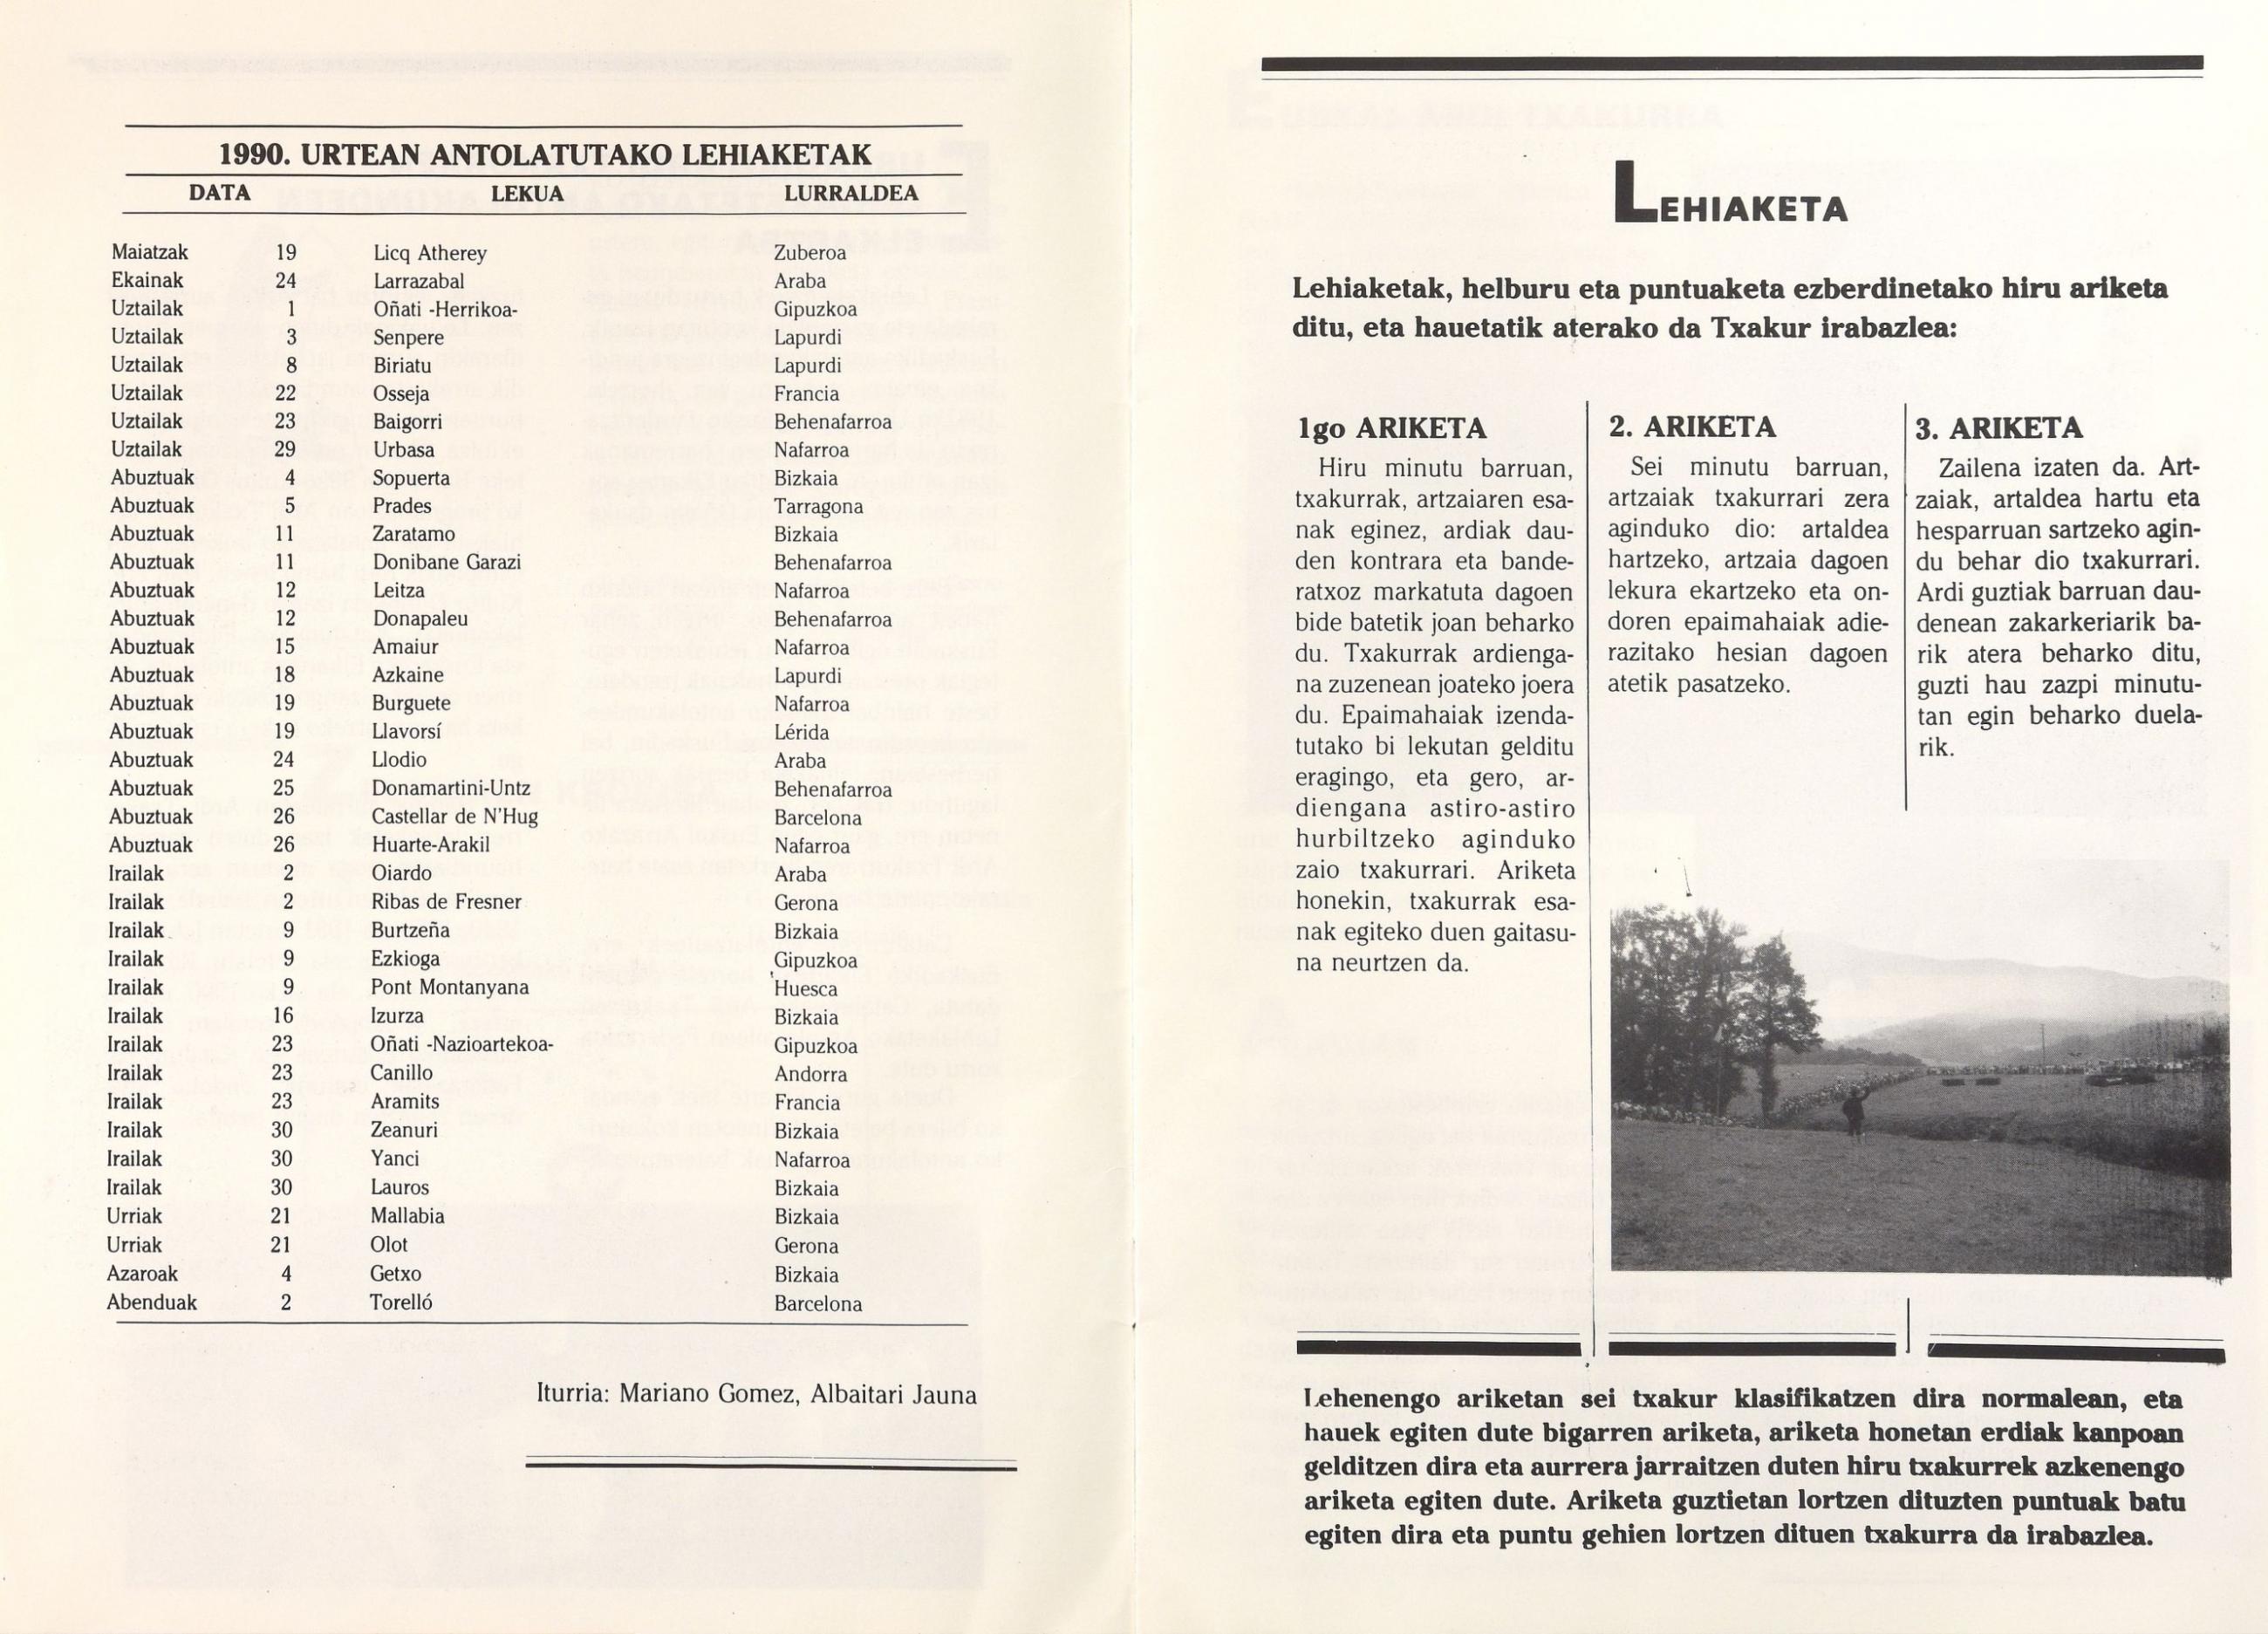 1990. URTEAN ANTOLATUTAKO LEHIAKETAK
DATA LEKUA LURRALDEA
Maiatzak 19 Licq Atherey Zuberoa
Ekainak 24 Larrazabal Araba
Uztailak 1 Oñati -Herrikoa- Gipuzkoa
Uztailak 3 Senpere Lapurdi
Uztailak 8 Biriatu Lapurdi
Uztailak 22 Osseja Francia
Uztailak 23 Baigorri Behenafarroa
Uztailak 29 Urbasa Nafarroa
Abuztuak 4 Sopuerta Bizkaia
Abuztuak 5 Prades Tarragona
Abuztuak 11 Zaratamo Bizkaia
Abuztuak 11 Donibane Garazi Behenafarroa
Abuztuak 12 Leitza Nafarroa
Abuztuak 12 Donapaleu Behenafarroa
Abuztuak 15 Amaiur Nafarroa
Abuztuak 18 Azkaine Lapurdi
Abuztuak 19 Burguete Nafarroa
Abuztuak 19 Llavorsí Lérida
Abuztuak 24 Llodio Araba
Abuztuak 25 Donamartini-Untz Behenafarroa
Abuztuak 26 Castellar de N'Hug Barcelona
Abuztuak 26 Huarte-Arakil Nafarroa
Irailak 2 Oiardo Araba
Irailak 2 Ribas de Fresner Gerona
Irailak 9 Burtzeña Bizkaia
Irailak 9 Ezkioga Gipuzkoa
Irailak 9 Pont Montanyana Huesca
Irailak 16 Izurza Bizkaia
Irailak 23 Oñati -Nazioartekoa- Gipuzkoa
Irailak 23 Canillo Andorra
Irailak 23 Aramits Francia
Irailak 30 Zeanuri Bizkaia
Irailak 30 Yanci Nafarroa
Irailak 30 Lauros Bizkaia
Urriak 21 Mallabia Bizkaia
Urriak 21 Olot Gerona
Azaroak 4 Getxo Bizkaia
Abenduak 2 Torelló Barcelona
Iturria: Mariano Gomez, Albaitari Jauna
LEHIAKETA
Lehiaketak, helburu eta puntuaketa ezberdinetako hiru ariketa
ditu, eta hauetatik aterako da Txakur irabazlea:
1go ARIKETA
Hiru minutu barruan,
txakurrak, artzaiaren esa-
nak eginez, ardiak dau-
den kontrara eta bande-
ratxoz markatuta dagoen
bide batetik joan beharko
du. Txakurrak ardienga-
na zuzenean joateko joera
du. Epaimahaiak izenda-
tutako bi lekutan gelditu
eragingo, eta gero, ar-
diengana astiro-astiro
hurbiltzeko aginduko
zaio txakurrari. Ariketa
honekin, txakurrak esa-
nak egiteko duen gaitasu-
na neurtzen da.
2. ARIKETA
Sei minutu barruan,
artzaiak txakurrari zera
aginduko dio: artaldea
hartzeko, artzaia dagoen
lekura ekartzeko eta on-
doren epaimahaiak adie-
razitako hesian dagoen
atetik pasatzeko.
3. ARIKETA
Zailena izaten da. Art-
zaiak, artaldea hartu eta
hesparruan sartzeko agin-
du behar dio txakurrari.
Ardi guztiak barruan dau-
denean zakarkeriarik ba-
rik atera beharko ditu,
guzti hau zazpi minutu-
tan egin beharko duela-
rik.
Lehenengo ariketan sei txakur klasifikatzen dira normalean, eta
hauek egiten dute bigarren ariketa, ariketa honetan erdiak kanpoan
gelditzen dira eta aurrera jarraitzen duten hiru txakurrek azkenengo
ariketa egiten dute. Ariketa guztietan lortzen dituzten puntuak batu
egiten dira eta puntu gehien lortzen dituen txakurra da irabazlea.